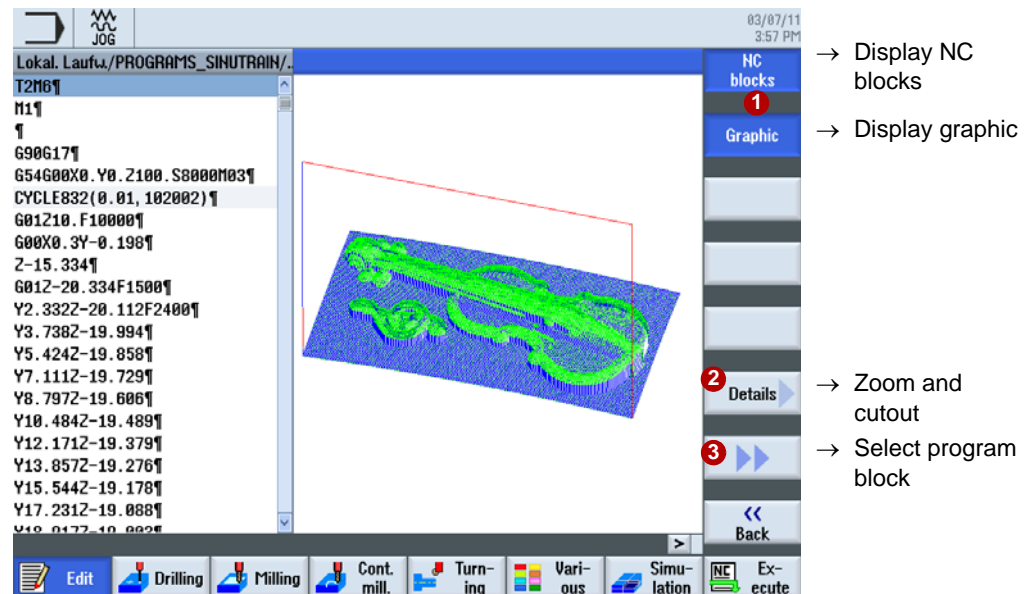 JOG
03/07/11
3:57 PM
Lokal. Laufw./PROGRAMS_SINUTRAIN/..
T2M6¶
M1¶
¶
G90G17¶
G54G00X0.Y0.Z100.S8000M03¶
CYCLE832(0.01,102002)¶
G01Z10.F10000¶
G00X0.3Y-0.198¶
Z-15.334¶
G01Z-20.334F1500¶
Y2.332Z-20.112F2400¶
Y3.738Z-19.994¶
Y5.424Z-19.858¶
Y7.111Z-19.729¶
Y8.797Z-19.606¶
Y10.484Z-19.489¶
Y12.171Z-19.379¶
Y13.857Z-19.276¶
Y15.544Z-19.178¶
Y17.231Z-19.088¶
NC
blocks
1
Graphic
2
Details
3
<<
Back
>
→ Display NC
blocks
→ Display graphic
→ Zoom and
cutout
→ Select program
block
Edit
Drilling
Milling
Cont.
mill.
Turn-
ing
Vari-
ous
Simu-
lation
NC
Ex-
ecute